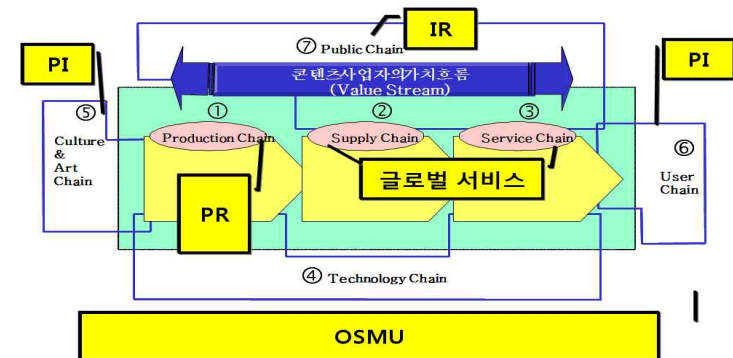 IR
⑦ Public Chain
PI
PI
콘텐츠사업자의가치흐름
(Value Stream)
⑤
①
②
③
Culture
&
Art
Chain
Production Chain
Supply Chain
Service Chain
⑥
User
Chain
글로벌 서비스
PR
④ Technology Chain
OSMU